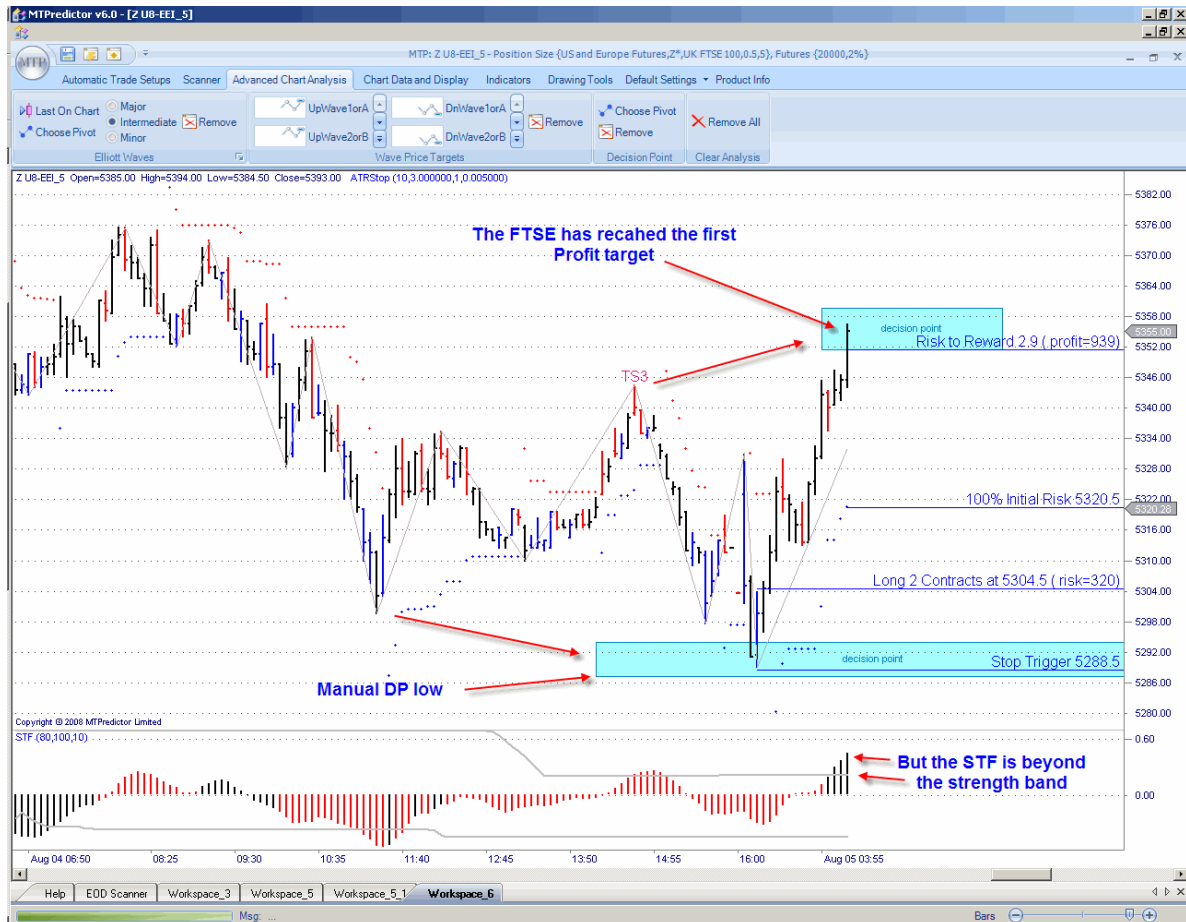 MTPredictor v6.0 - [Z U8-EEI_5]
MTP: Z U8-EEI_5 - Position Size {US and Europe Futures,Z*,UK FTSE 100,0.5,5}, Futures {20000,2%}
MTP
Automatic Trade Setups Scanner Advanced Chart Analysis Chart Data and Display Indicators Drawing Tools Default Settings Product Info
Last On Chart
Choose Pivot
Major
Intermediate
Minor
Remove
Elliott Waves
UpWave1orA
UpWave2orB
DnWave1orA
DnWave2orB
Remove
Wave Price Targets
Choose Pivot
Remove
Decision Point
Remove All
Clear Analysis
Z U8-EEI_5 Open=5385.00 High=5394.00 Low=5384.50 Close=5393.00 ATRStop (10,3.000000,1,0.005000)
5382.00
5376.00
5370.00
5364.00
5358.00
5355.00
5352.00
5346.00
5340.00
5334.00
5328.00
5322.00
5320.28
5316.00
5310.00
5304.00
5298.00
5292.00
5286.00
5280.00
The FTSE has recahed the first
Profit target
decision point
Risk to Reward 2.9 (.profit=939)
TS3
100% Initial Risk 5320.5
Long 2 Contracts at 5304.5 ( risk=320)
decision point
Stop Trigger 5288.5
Manual DP low
Copyright @ 2008 MTPredictor Limited
STF (80,100,10)
0.60
0.00
But the STF is beyond
the strength band
Aug 04 06:50 08:25 09:30 10:35 11:40 12:45 13:50 14:55 16:00 Aug 05 03:55
Help EOD Scanner Workspace_3 Workspace_5 Workspace_5_1 Workspace_6
Msg: ...
Bars